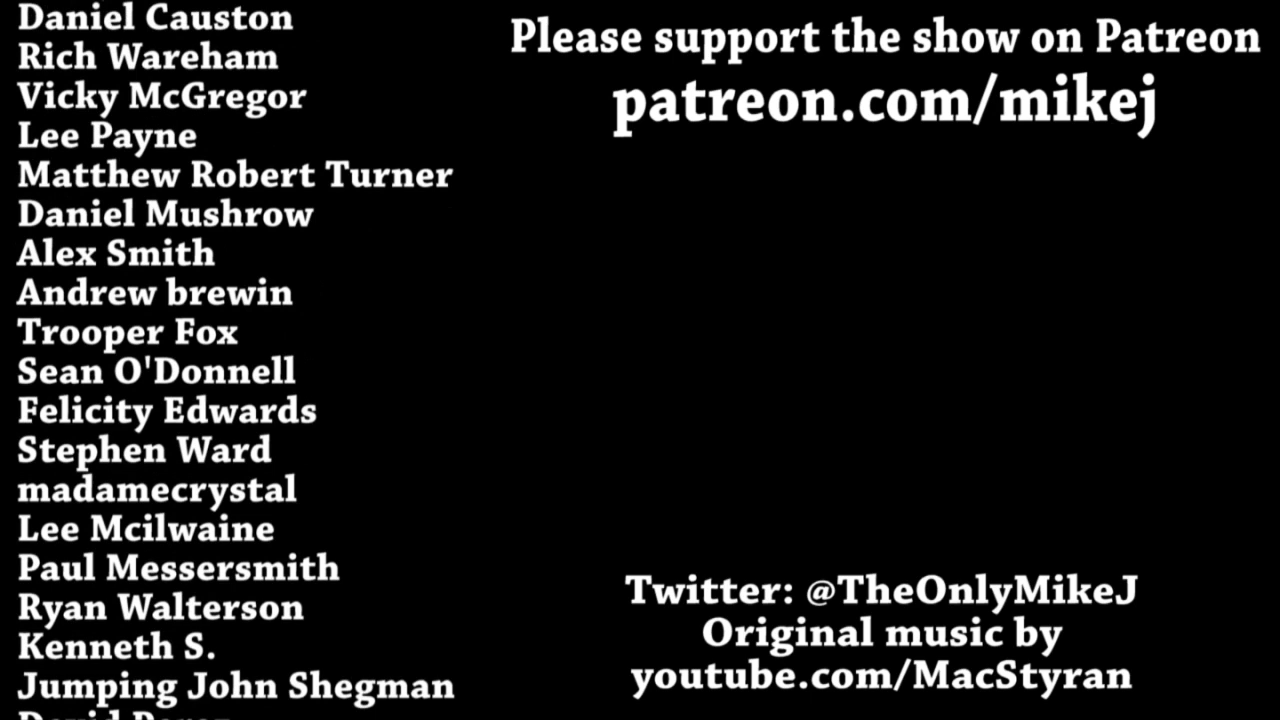 Daniel Causton
Rich Wareham
Vicky McGregor
Lee Payne
Matthew Robert Turner
Daniel Mushrow
Alex Smith
Andrew brewin
Trooper Fox
Sean O'Donnell
Felicity Edwards
Stephen Ward
madamecrystal
Lee Mcilwaine
Paul Messersmith
Ryan Walterson
Kenneth S.
Jumping John Shegman
David
Please support the show on Patreon
patreon.com/mikej
Twitter: @TheOnlyMikeJ
Original music by
youtube.com/MacStyran